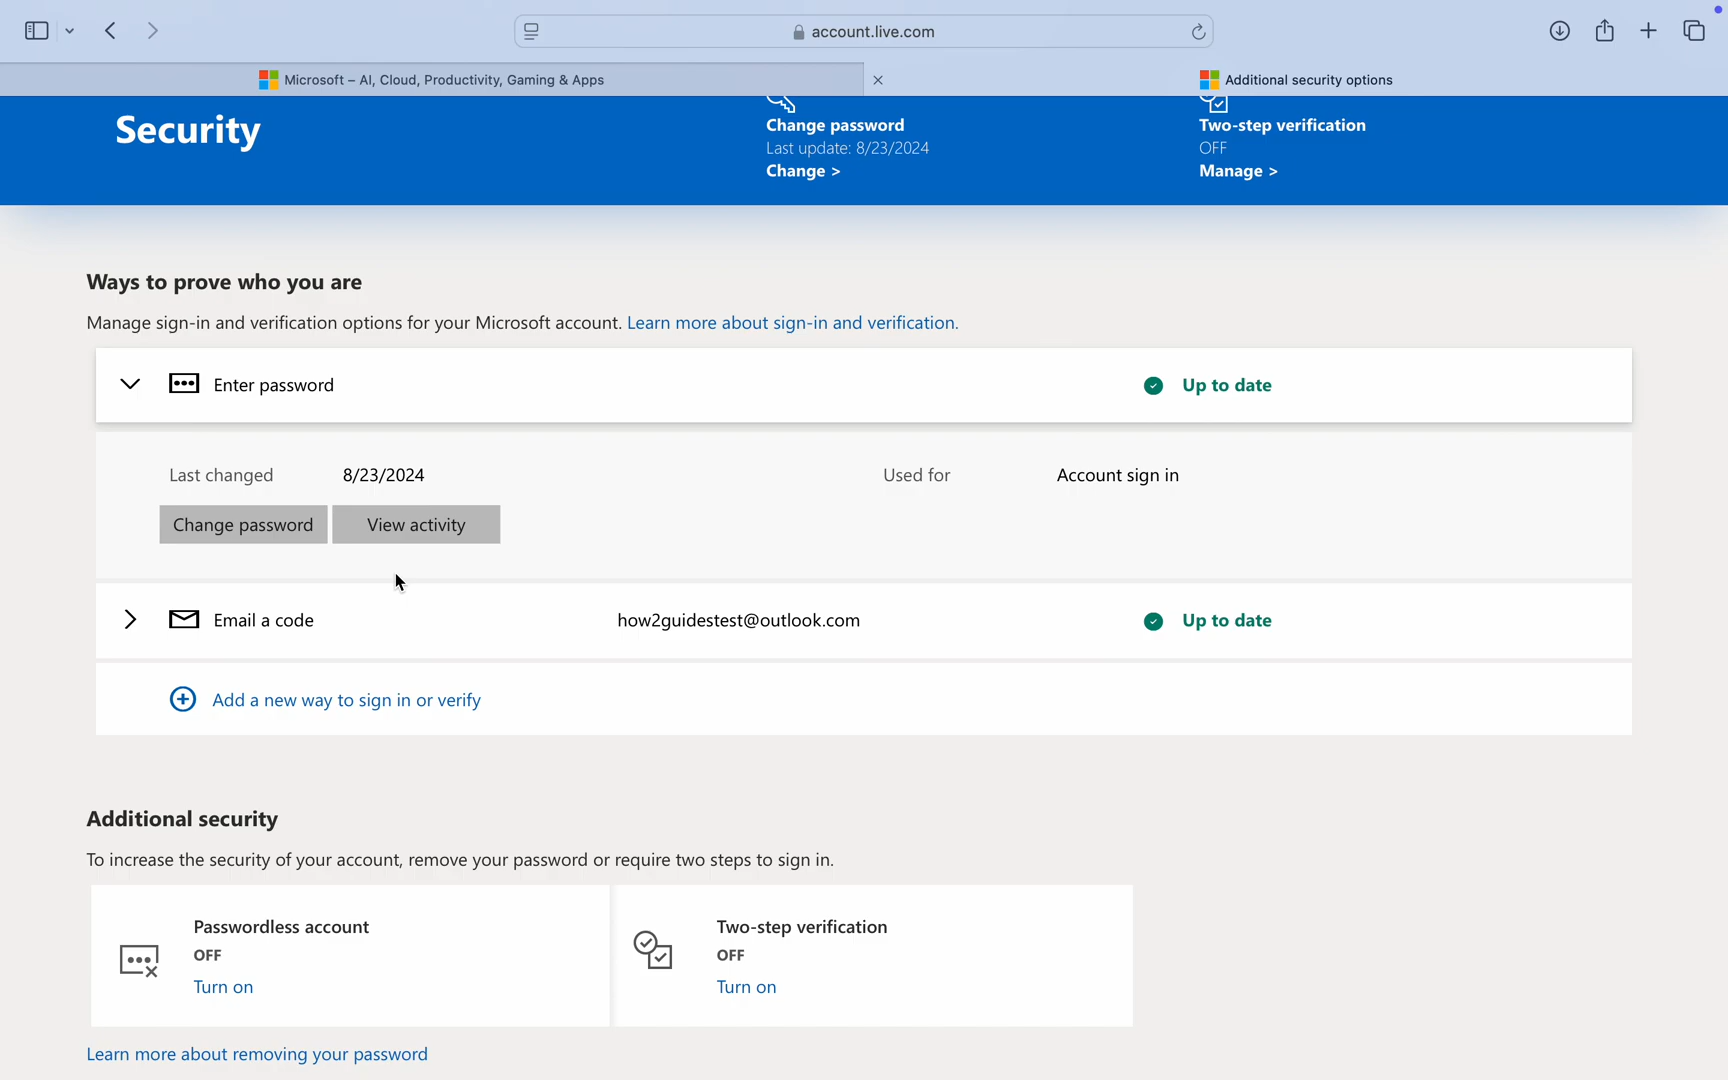 account.live.com
Microsoft – AI, Cloud, Productivity, Gaming & Apps
Additional security options
Security
Change password
Last update: 8/23/2024
Change >
Two-step verification
OFF
Manage >
Ways to prove who you are
Manage sign-in and verification options for your Microsoft account. Learn more about sign-in and verification.
Enter password
Up to date
Last changed 8/23/2024
Used for Account sign in
Change password
View activity
Email a code how2guidestest@outlook.com Up to date
Add a new way to sign in or verify
Additional security
To increase the security of your account, remove your password or require two steps to sign in.
Passwordless account
OFF
Turn on
Two-step verification
OFF
Turn on
Learn more about removing your password